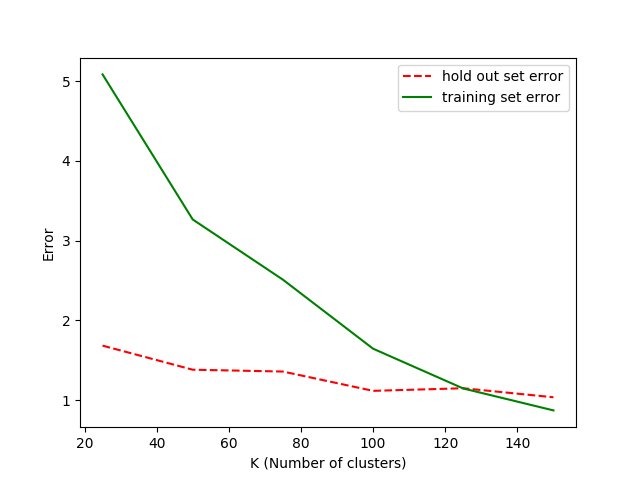 hold out set error
training set error
5
4
3
2
1
Error
20 40 60 80 100 120 140
K (Number of clusters)